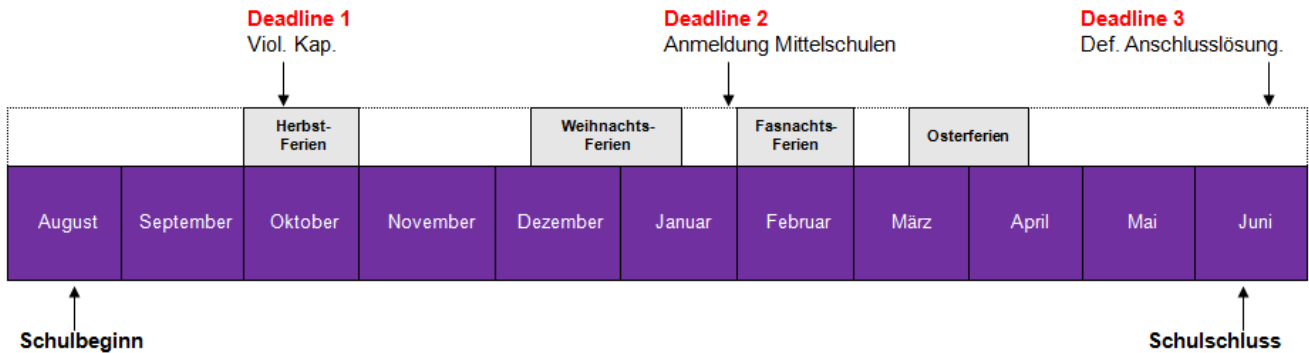 Deadline 1
Viol. Kap.
Deadline 2
Anmeldung Mittelschulen
Deadline 3
Def. Anschlusslösung.
Herbst-
Ferien
Weihnachts-
Ferien
Fasnachts-
Ferien
Osterferien
August
September
Oktober
November
Dezember
Januar
Februar
März
April
Mai
Juni
Schulbeginn
Schulschluss